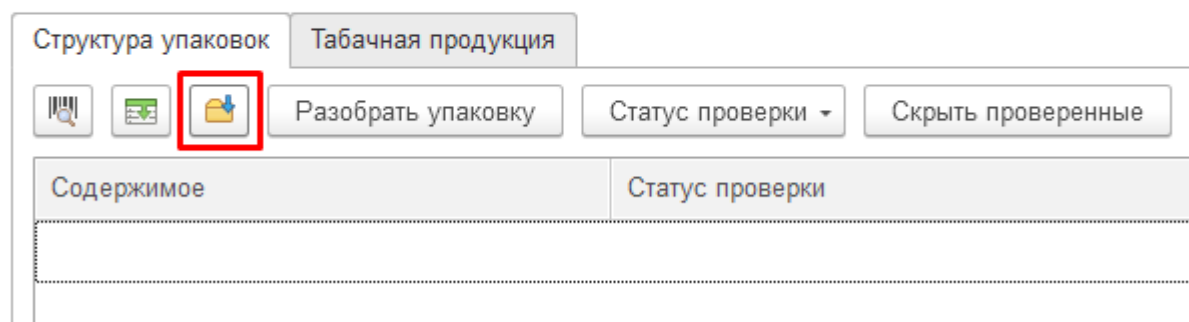 Структура упаковок Табачная продукция
Разобрать упаковку Статус проверки Скрыть проверенные
Содержимое Статус проверки